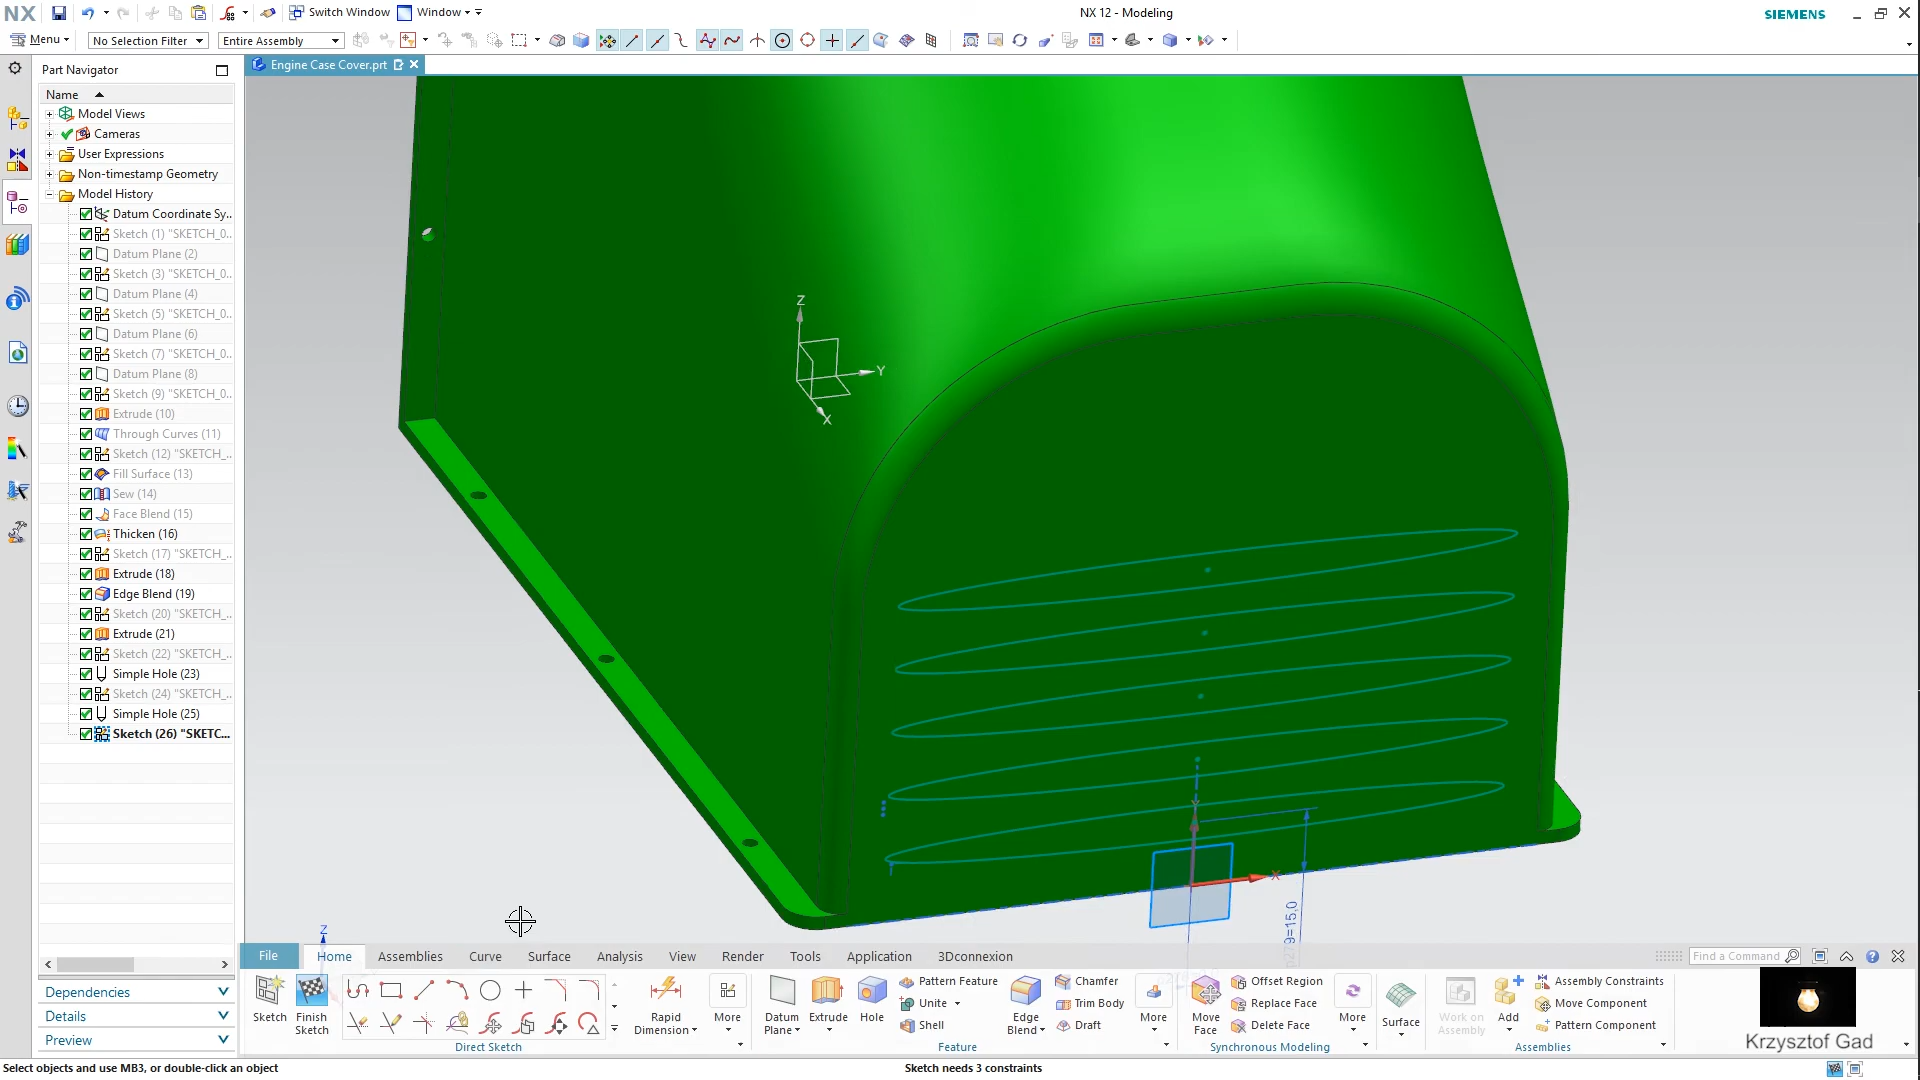 NX
Switch Window
Window
NX 12 - Modeling
SIEMENS
Menu
No Selection Filter
Entire Assembly
Part Navigator
Engine Case Cover.prt
Name
Model Views
Cameras
User Expressions
Non-timestamp Geometry
Model History
Datum Coordinate Sy..
Sketch (1) "SKETCH_0..
Datum Plane (2)
Sketch (3) "SKETCH_0..
Datum Plane (4)
Sketch (5) "SKETCH_0..
Datum Plane (6)
Sketch (7) "SKETCH_0..
Datum Plane (8)
Sketch (9) "SKETCH_0..
Extrude (10)
Through Curves (11)
Sketch (12) "SKETCH_..
Fill Surface (13)
Sew (14)
Face Blend (15)
Thicken (16)
Sketch (17) "SKETCH_..
Extrude (18)
Edge Blend (19)
Sketch (20) "SKETCH_..
Extrude (21)
Sketch (22) "SKETCH_..
Simple Hole (23)
Sketch (24) "SKETCH_..
Simple Hole (25)
Sketch (26) "SKETC...
Z
Y
X
Y
X
Z
File
Home
Assemblies
Curve
Surface
Analysis
View
Render
Tools
Application
3Dconnexion
Find a Command
Dependencies
Details
Preview
Sketch
Finish Sketch
Direct Sketch
Rapid Dimension
More
Datum Plane
Extrude
Hole
Pattern Feature
Unite
Shell
Edge Blend
Chamfer
Trim Body
Draft
More
Feature
Move Face
Offset Region
Replace Face
Delete Face
More
Synchronous Modeling
Surface
Work on Assembly
Add
Assembly Constraints
Move Component
Pattern Component
Assemblies
Krzysztof Gad
Select objects and use MB3, or double-click an object
Sketch needs 3 constraints